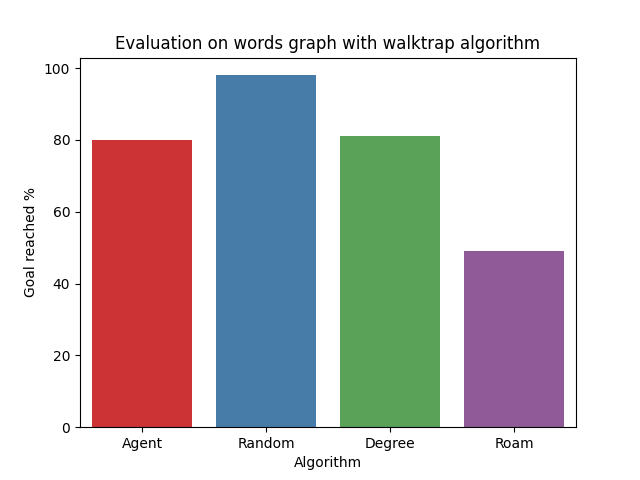 Evaluation on words graph with walktrap algorithm
Goal reached %
100
80
60
40
20
0
Agent Random Degree Roam
Algorithm